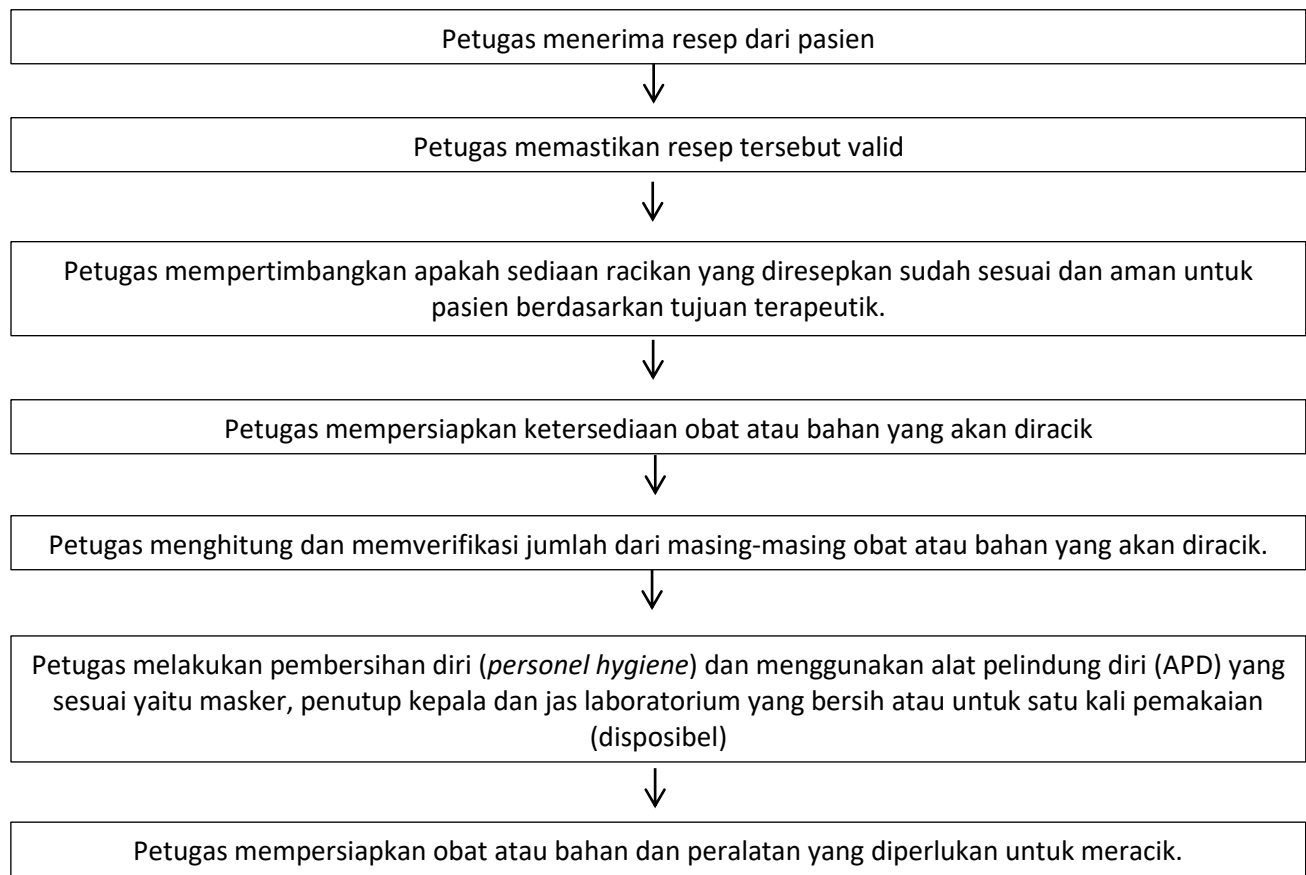 Petugas menerima resep dari pasien
Petugas memastikan resep tersebut valid
Petugas mempertimbangkan apakah sediaan racikan yang diresepkan sudah sesuai dan aman untuk
pasien berdasarkan tujuan terapeutik.
Petugas mempersiapkan ketersediaan obat atau bahan yang akan diracik
Petugas menghitung dan memverifikasi jumlah dari masing-masing obat atau bahan yang akan diracik.
Petugas melakukan pembersihan diri (personel hygiene) dan menggunakan alat pelindung diri (APD) yang
sesuai yaitu masker, penutup kepala dan jas laboratorium yang bersih atau untuk satu kali pemakaian
(disposibel)
Petugas mempersiapkan obat atau bahan dan peralatan yang diperlukan untuk meracik.